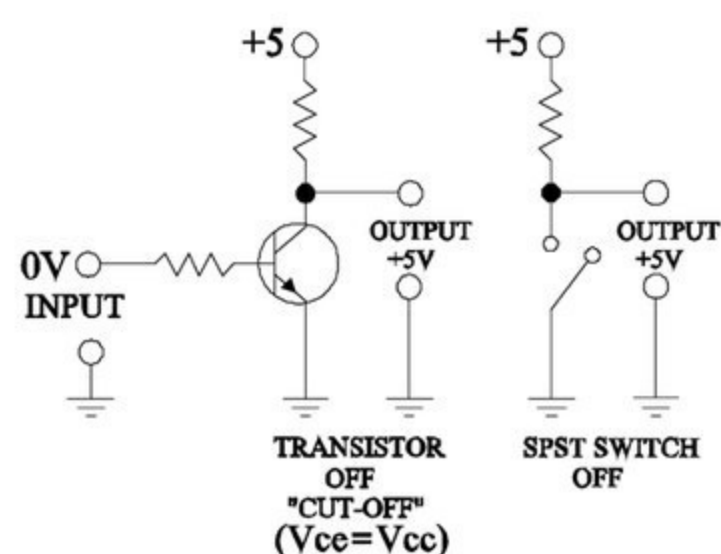 +5
+5
OUTPUT
+5V
OUTPUT
+5V
0V
INPUT
TRANSISTOR
OFF
"CUT-OFF"
(Vce=Vcc)
SPST SWITCH
OFF